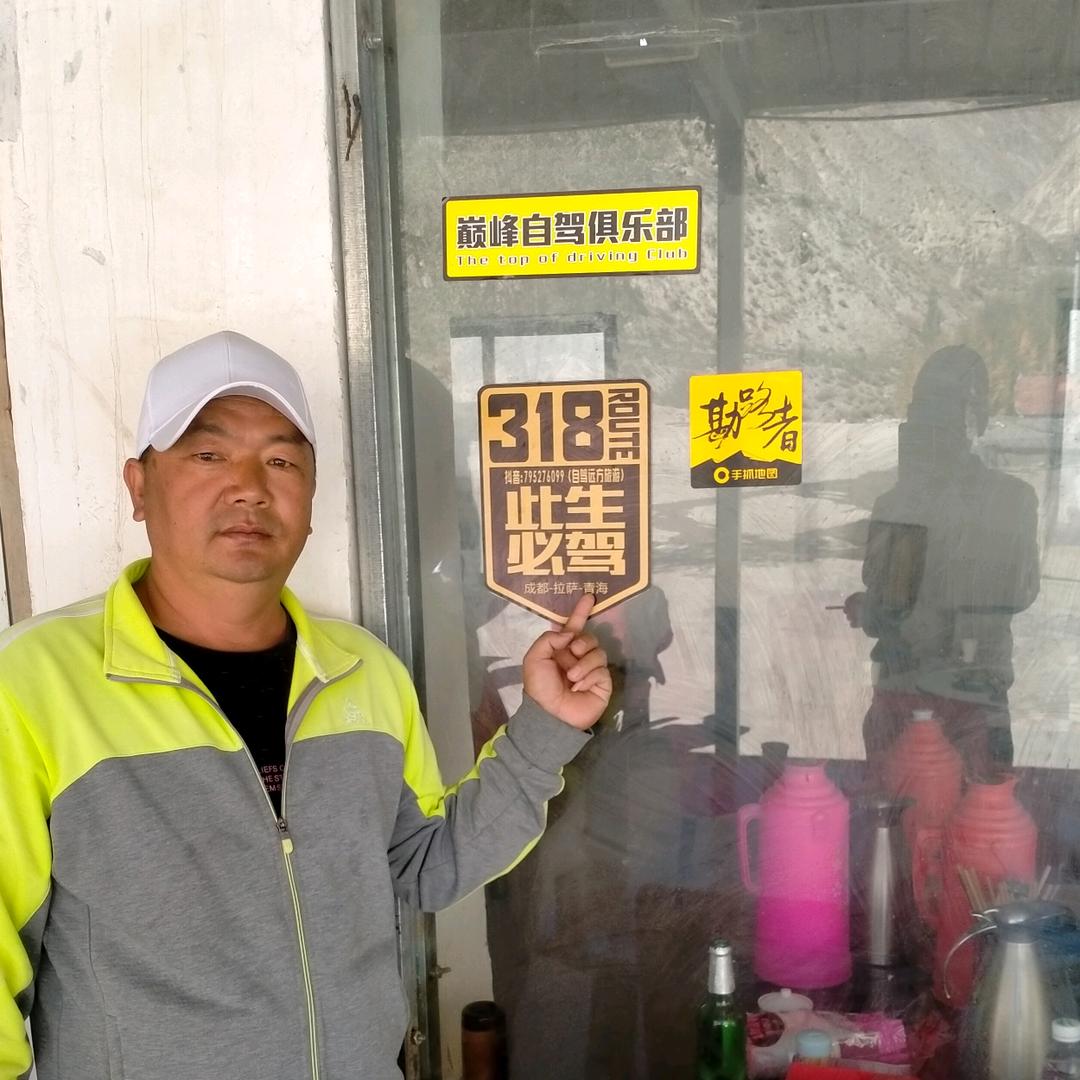 巅峰自驾俱乐部
The top of driving Club
318
ROUTE
抖音:795276099(自驾远方旅游)
此生
必驾
成都-拉萨-青海
勘路者
手抓地图